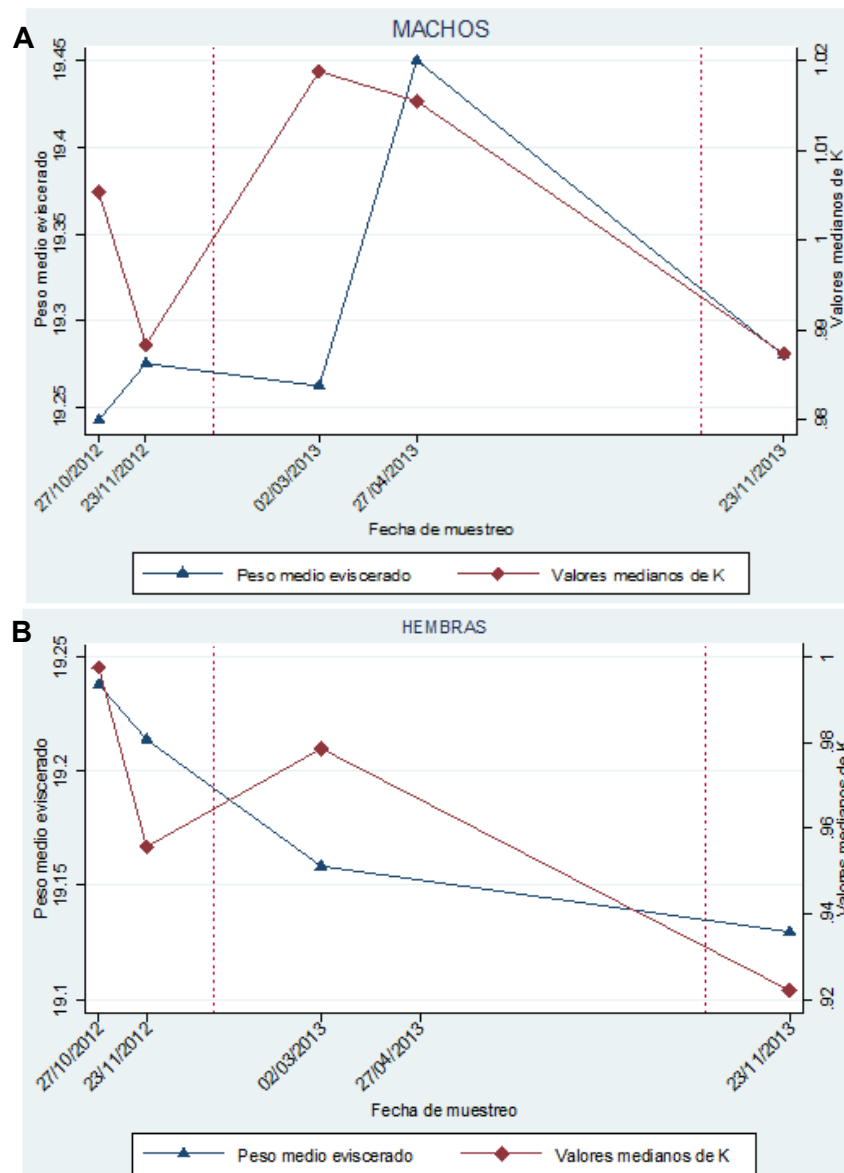 A
MACHOS
Peso medio eviscerado
19.45
19.4
19.35
19.3
19.25
1.02
1.01
1
.99
.98
Valores medianos de K
27/10/2012
23/11/2012
02/03/2013
27/04/2013
23/11/2013
Fecha de muestreo
Peso medio eviscerado
Valores medianos de K
B
HEMBRAS
Peso medio eviscerado
19.25
19.2
19.15
19.1
1
.98
.96
.94
.92
Valores medianos de K
27/10/2012
23/11/2012
02/03/2013
27/04/2013
23/11/2013
Fecha de muestreo
Peso medio eviscerado
Valores medianos de K